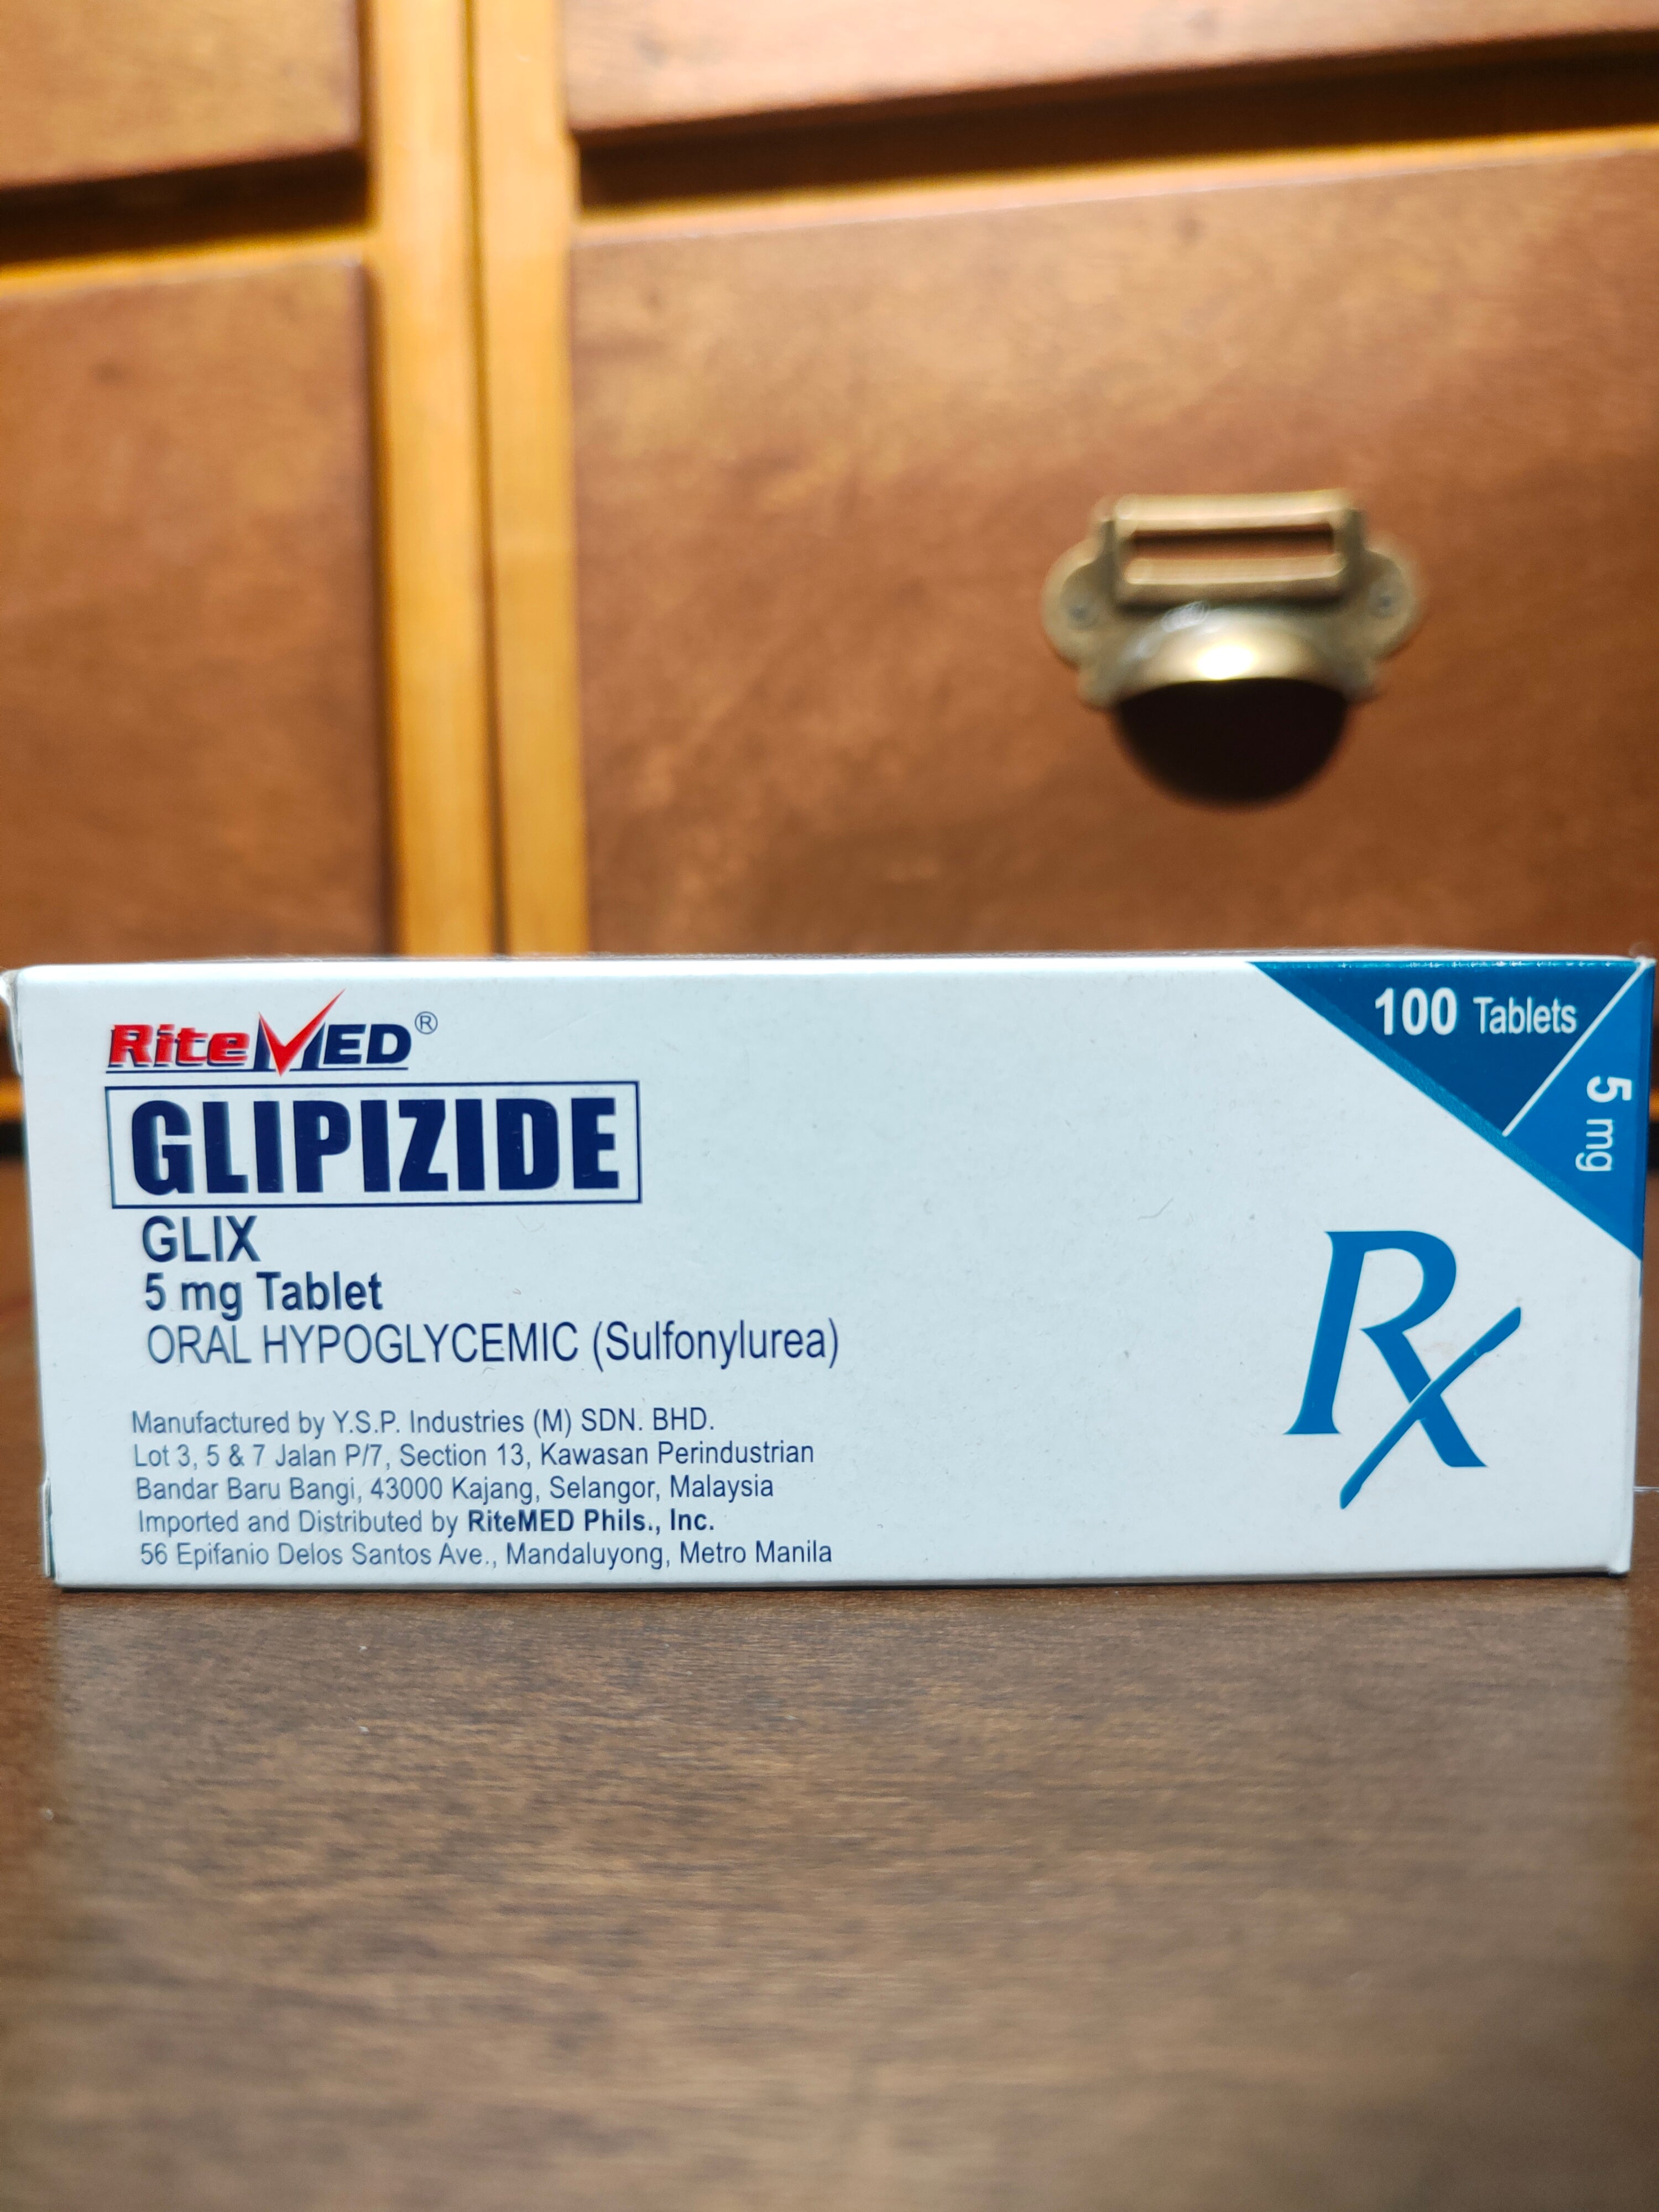 RiteMED®
GLIPIZIDE
GLIX
5 mg Tablet
ORAL HYPOGLYCEMIC (Sulfonylurea)
Manufactured by Y.S.P. Industries (M) SDN. BHD.
Lot 3, 5 & 7 Jalan P/7, Section 13, Kawasan Perindustrian
Bandar Baru Bangi, 43000 Kajang, Selangor, Malaysia
Imported and Distributed by RiteMED Phils., Inc.
56 Epifanio Delos Santos Ave., Mandaluyong, Metro Manila
100 Tablets
5 mg
Rx